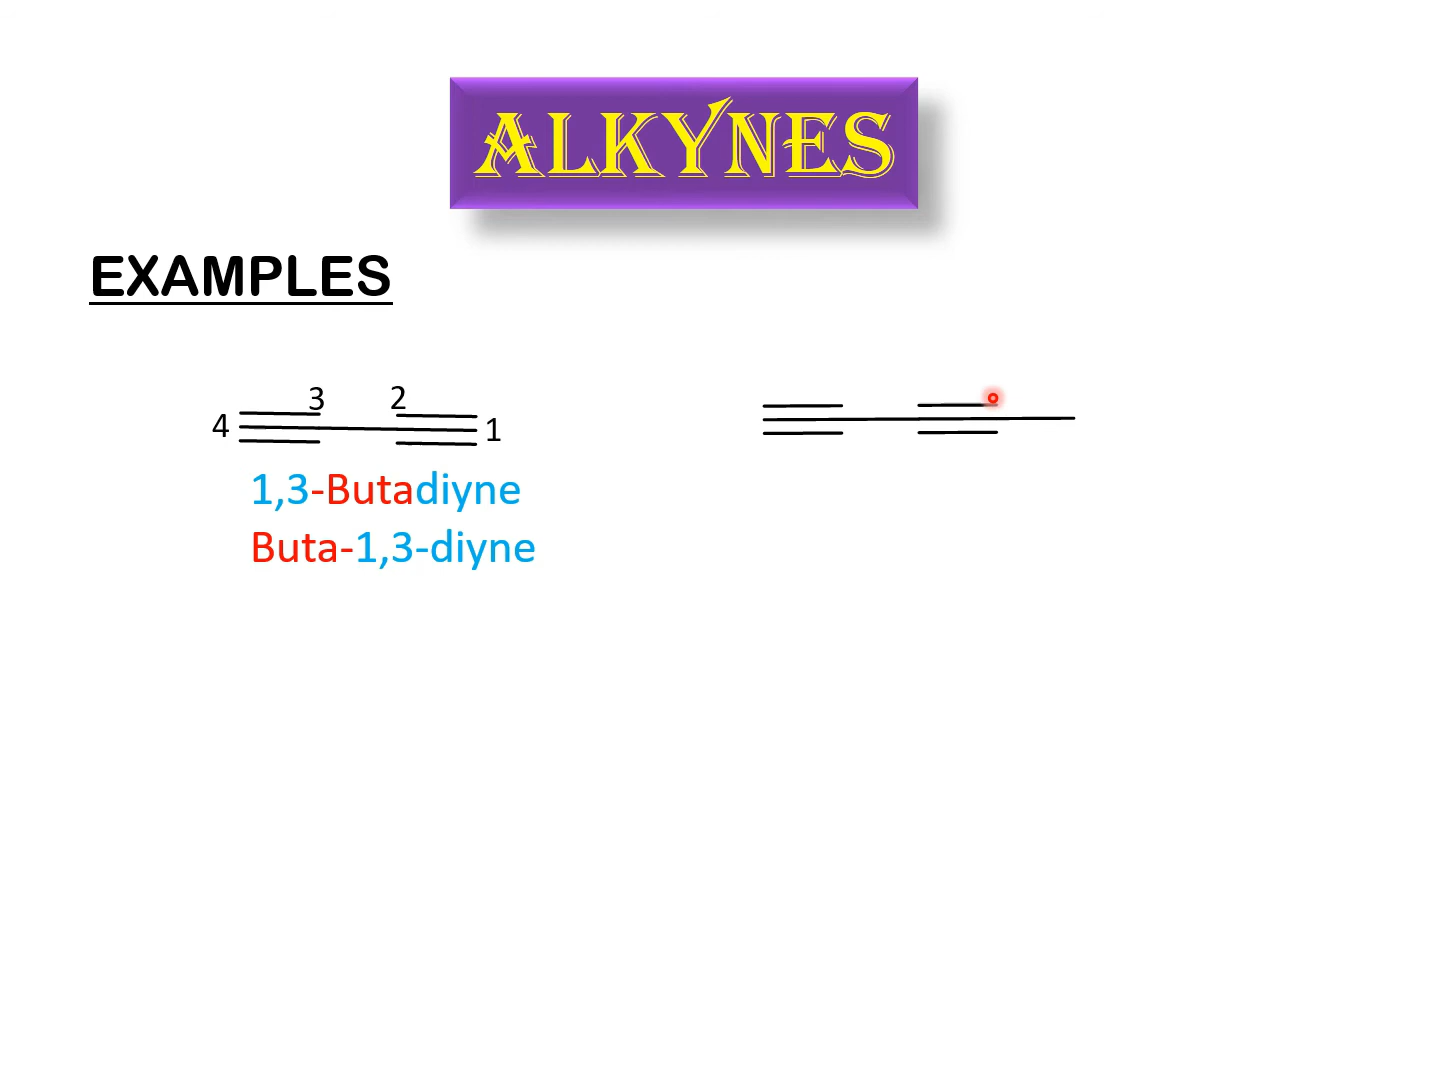 ALKYNES
EXAMPLES
4 3 2 1
1,3-Butadiyne
Buta-1,3-diyne